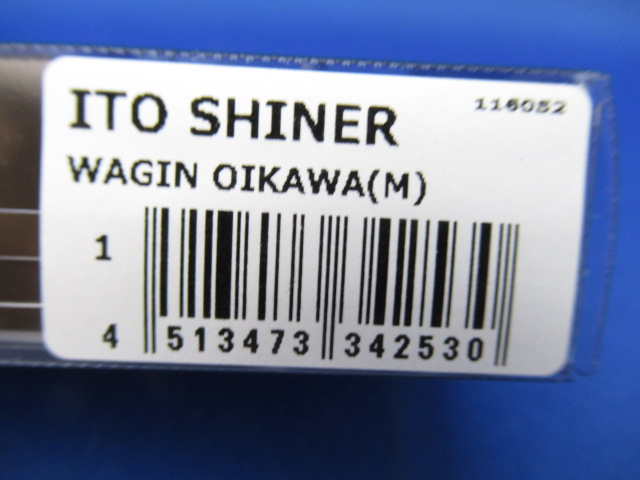 ITO SHINER 116052
WAGIN OIKAWA(M)
1
4 513473 342530